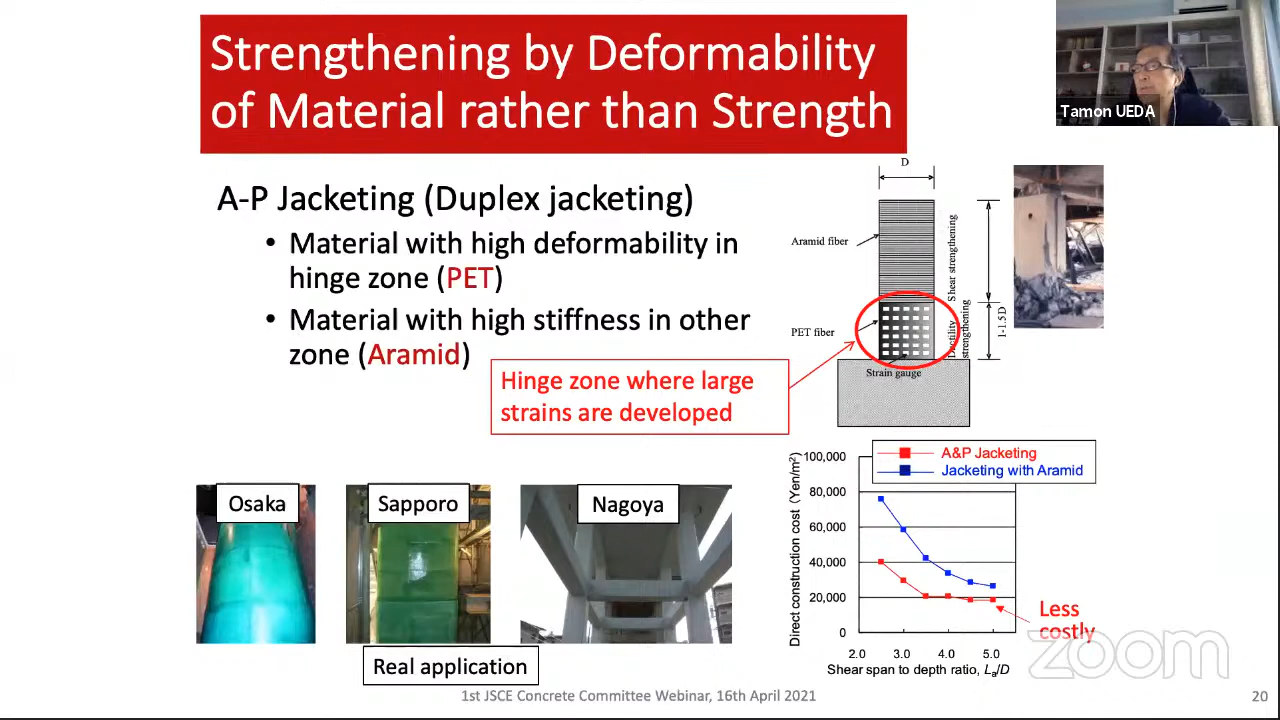 Strengthening by Deformability
of Material rather than Strength
Tamon UEDA
A-P Jacketing (Duplex jacketing)
• Material with high deformability in
hinge zone (PET)
• Material with high stiffness in other
zone (Aramid)
Hinge zone where large
strains are developed
D
Aramid fiber
PET fiber
Strain gauge
Shear strengthening
Ductility
strengthening
1-1.5D
Osaka
Sapporo
Nagoya
Real application
A&P Jacketing
Jacketing with Aramid
Direct construction cost (Yen/m²)
100,000
80,000
60,000
40,000
20,000
0
2.0 3.0 4.0 5.0
Shear span to depth ratio, La/D
Less
costly
zoom
1st JSCE Concrete Committee Webinar, 16th April 2021
20